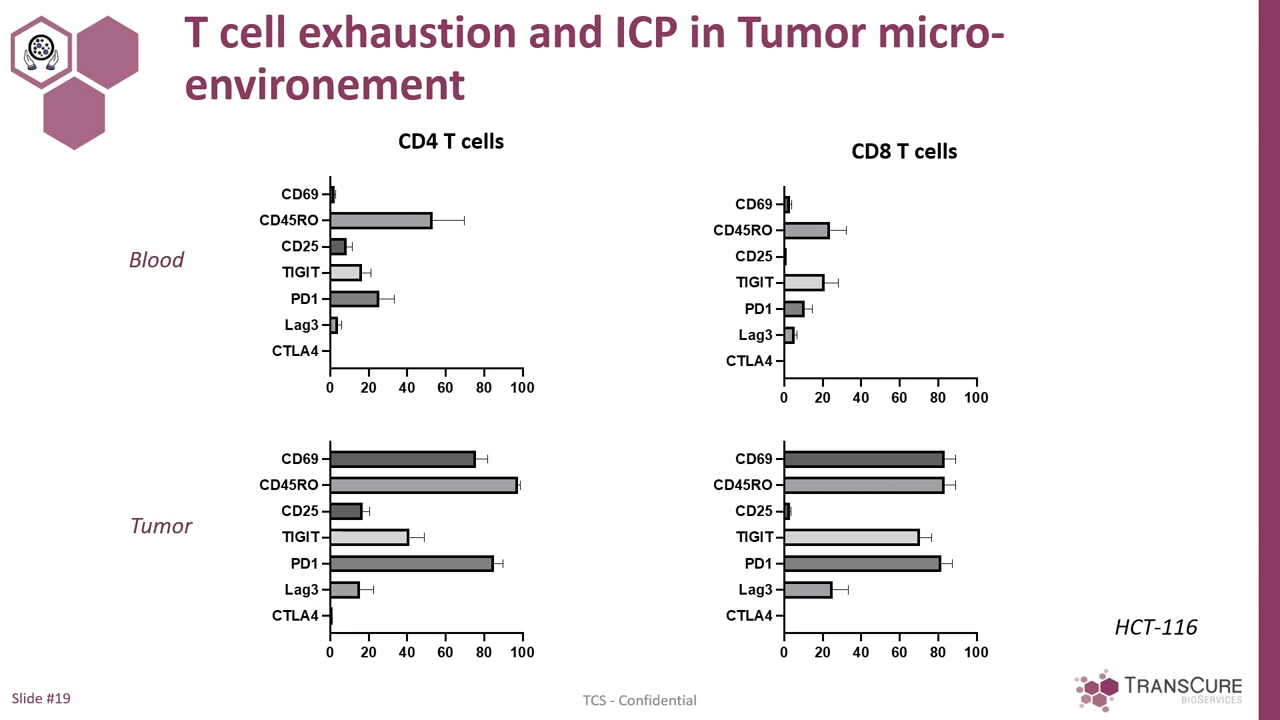 T cell exhaustion and ICP in Tumor micro-
environement
CD4 T cells
CD8 T cells
Blood
CD69
CD45RO
CD25
TIGIT
PD1
Lag3
CTLA4
0 20 40 60 80 100
CD69
CD45RO
CD25
TIGIT
PD1
Lag3
CTLA4
0 20 40 60 80 100
Tumor
CD69
CD45RO
CD25
TIGIT
PD1
Lag3
CTLA4
0 20 40 60 80 100
CD69
CD45RO
CD25
TIGIT
PD1
Lag3
CTLA4
0 20 40 60 80 100
HCT-116
Slide #19
TCS - Confidential
TRANSCURE
BIOSERVICES